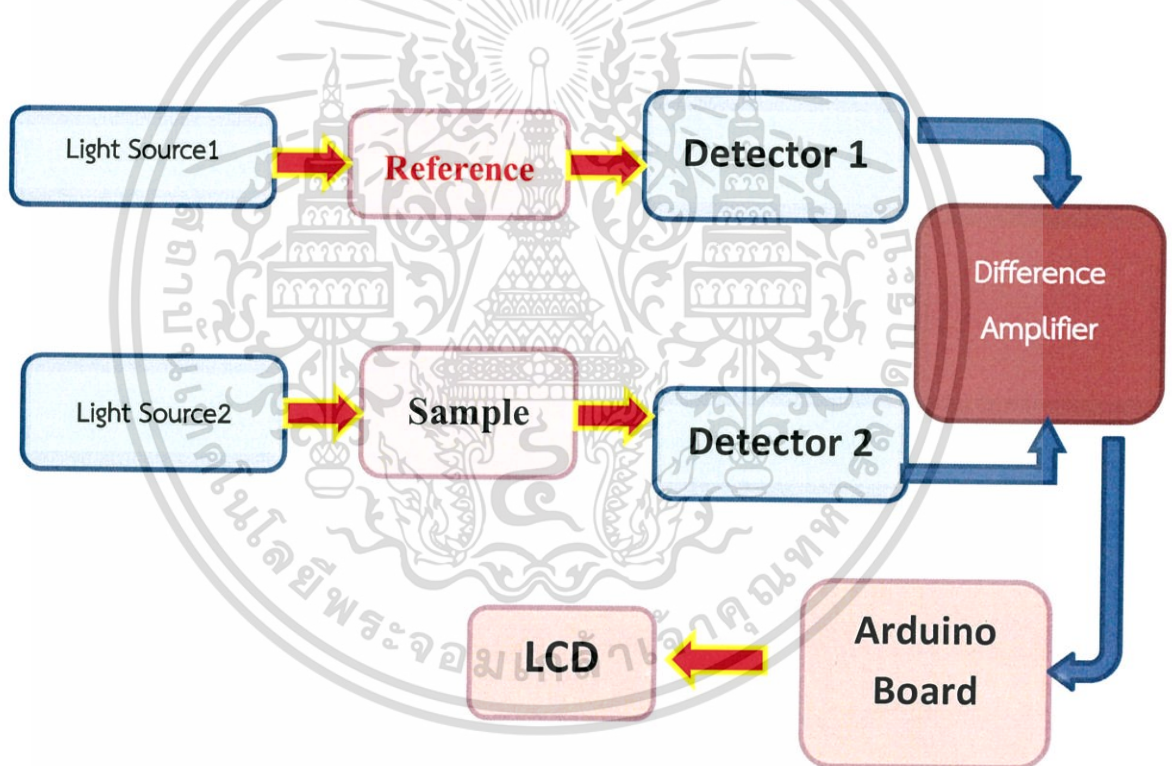 Light Source1
Reference
Detector 1
Difference
Amplifier
Light Source2
Sample
Detector 2
LCD
Arduino
Board